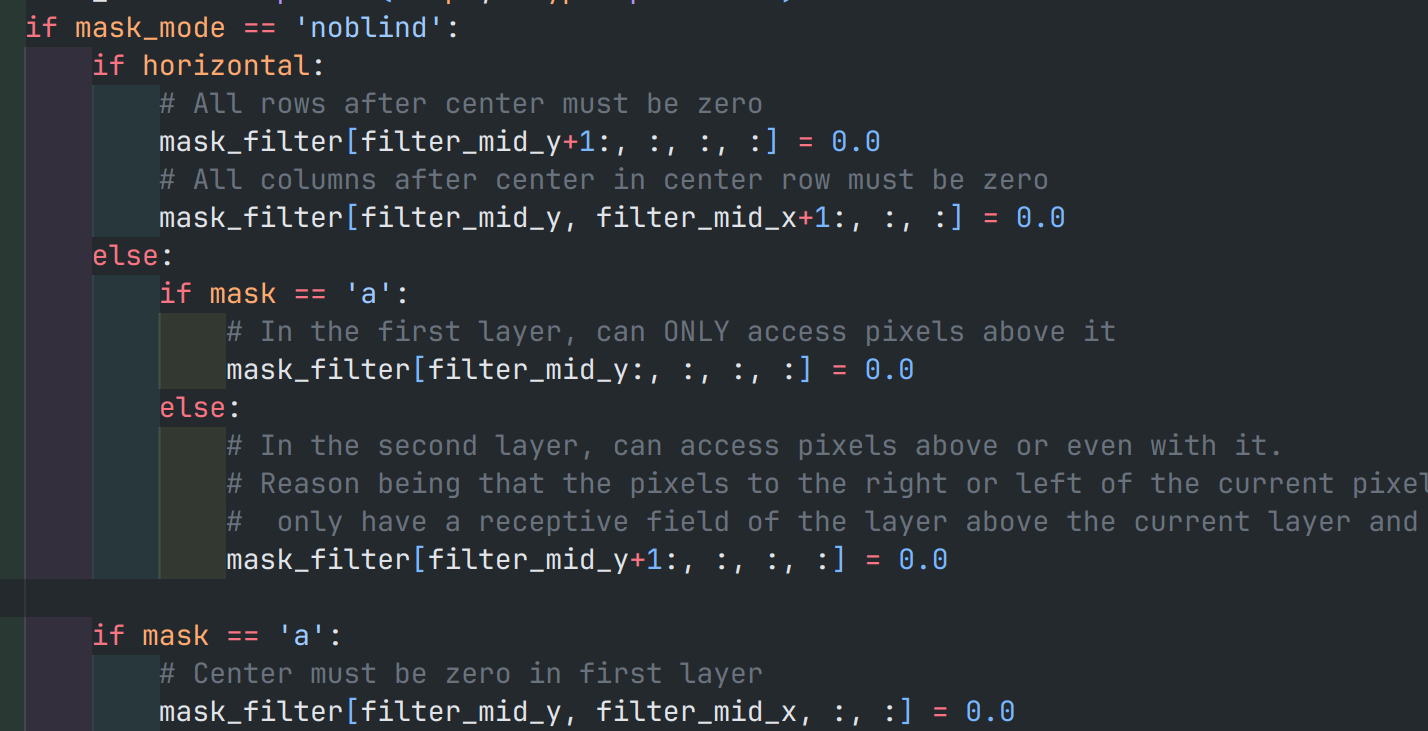 if mask_mode == 'noblind':
if horizontal:
# All rows after center must be zero
mask_filter[filter_mid_y+1:, :, :, :] = 0.0
# All columns after center in center row must be zero
mask_filter[filter_mid_y, filter_mid_x+1:, :, :] = 0.0
else:
if mask == 'a':
# In the first layer, can ONLY access pixels above it
mask_filter[filter_mid_y:, :, :, :] = 0.0
else:
# In the second layer, can access pixels above or even with it.
# Reason being that the pixels to the right or left of the current pixel
#  only have a receptive field of the layer above the current layer and
mask_filter[filter_mid_y+1:, :, :, :] = 0.0
if mask == 'a':
# Center must be zero in first layer
mask_filter[filter_mid_y, filter_mid_x, :, :] = 0.0